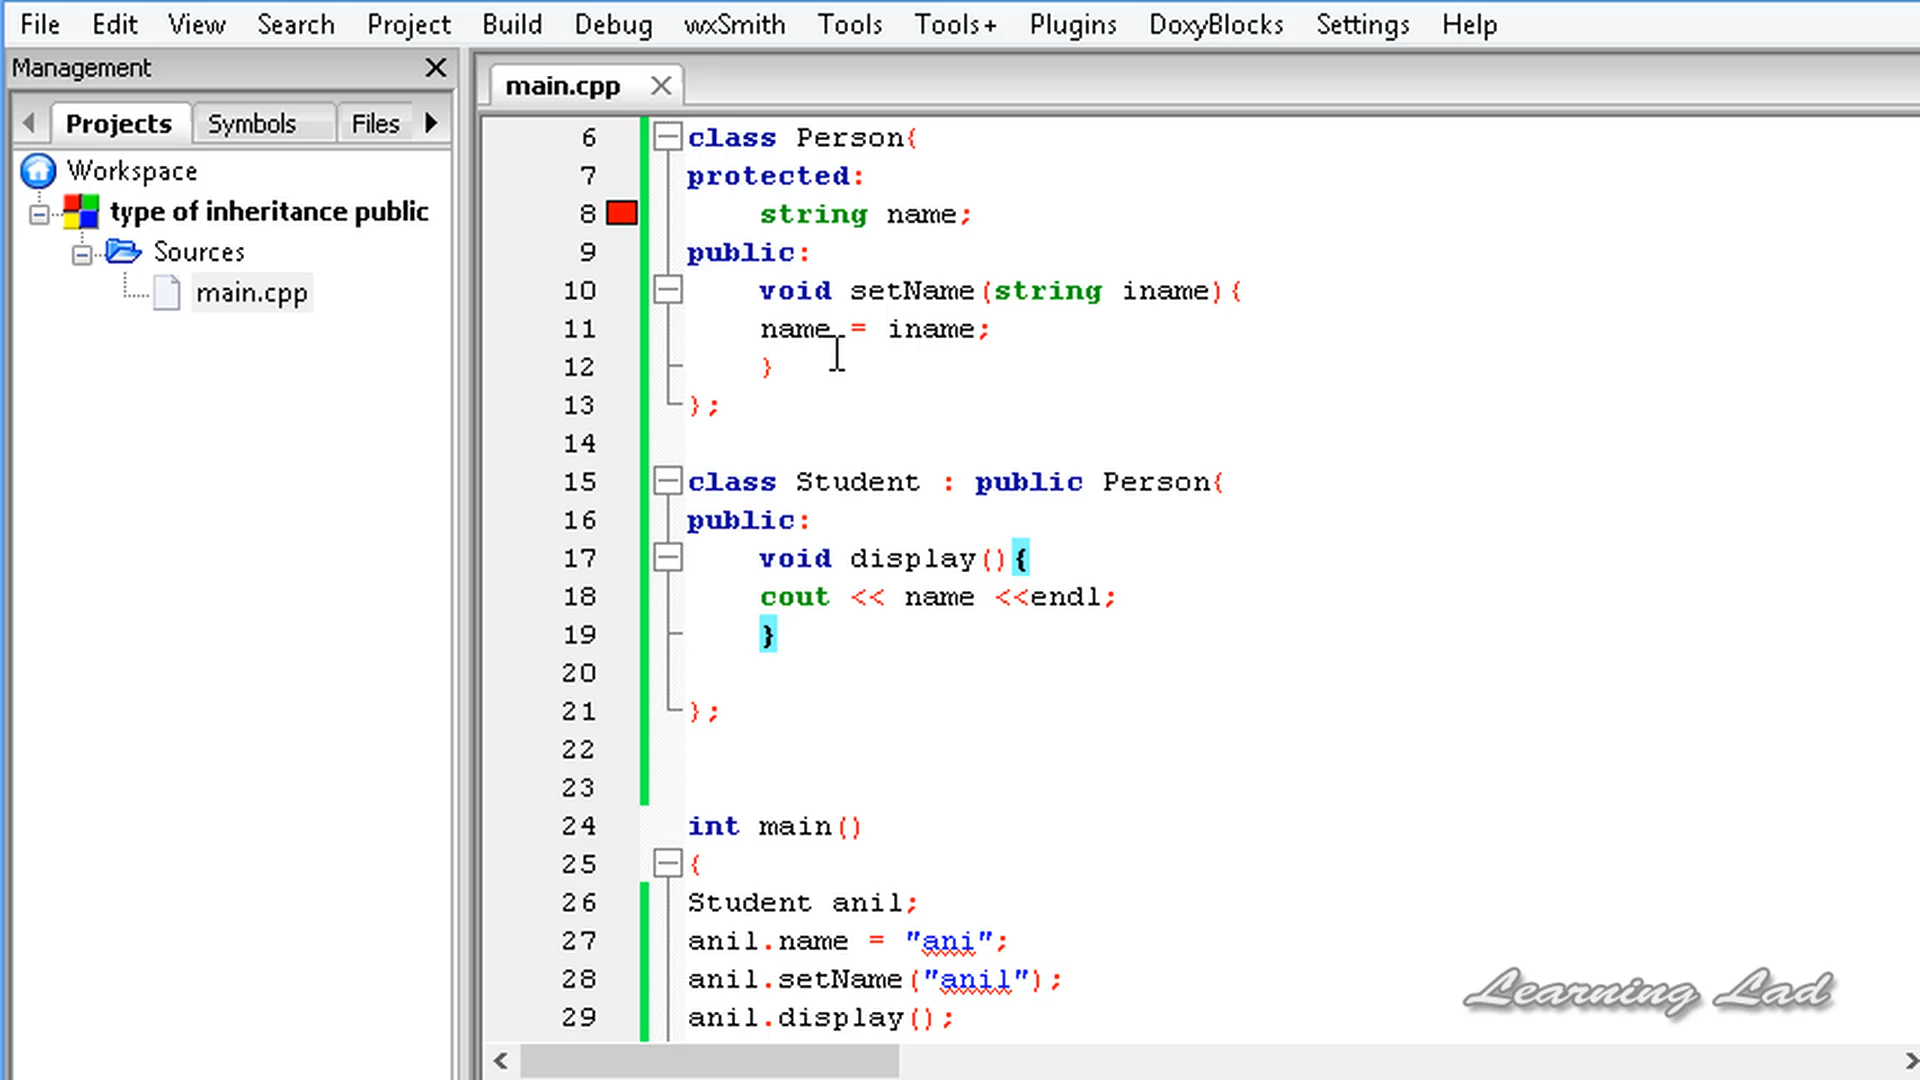 File Edit View Search Project Build Debug wxSmith Tools Tools+ Plugins DoxyBlocks Settings Help
Management
Projects Symbols Files
Workspace
type of inheritance public
Sources
main.cpp
main.cpp
6 class Person{
7 protected:
8 string name;
9 public:
10 void setName(string iname){
11 name = iname;
12 }
13 };
14
15 class Student : public Person{
16 public:
17 void display(){
18 cout << name <<endl;
19 }
20
21 };
22
23
24 int main()
25 {
26 Student anil;
27 anil.name = "ani";
28 anil.setName("anil");
29 anil.display();
Learning Lad